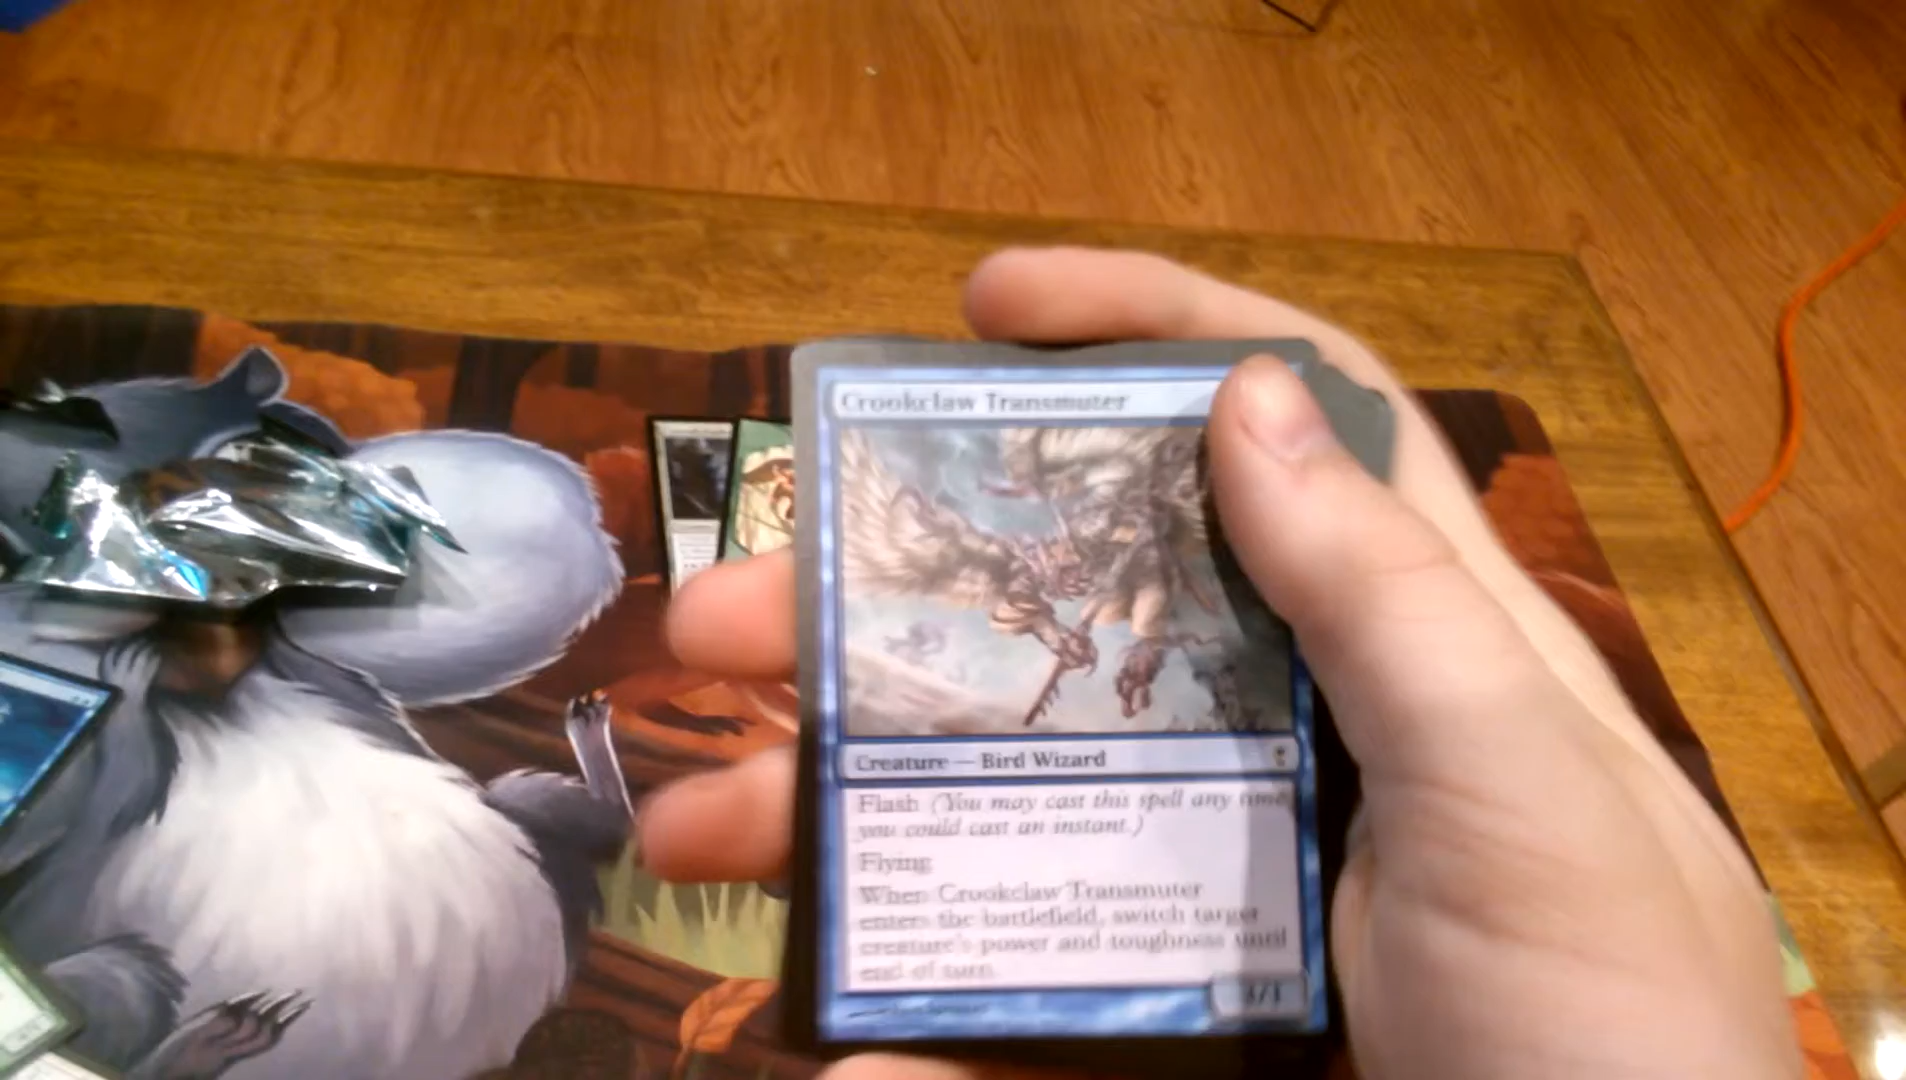 Crookclaw Transmuter
Creature — Bird Wizard
Flash (You may cast this spell any time
you could cast an instant.)
Flying
When Crookclaw Transmuter
enters the battlefield, switch target
creature's power and toughness until
end of turn.
3/1